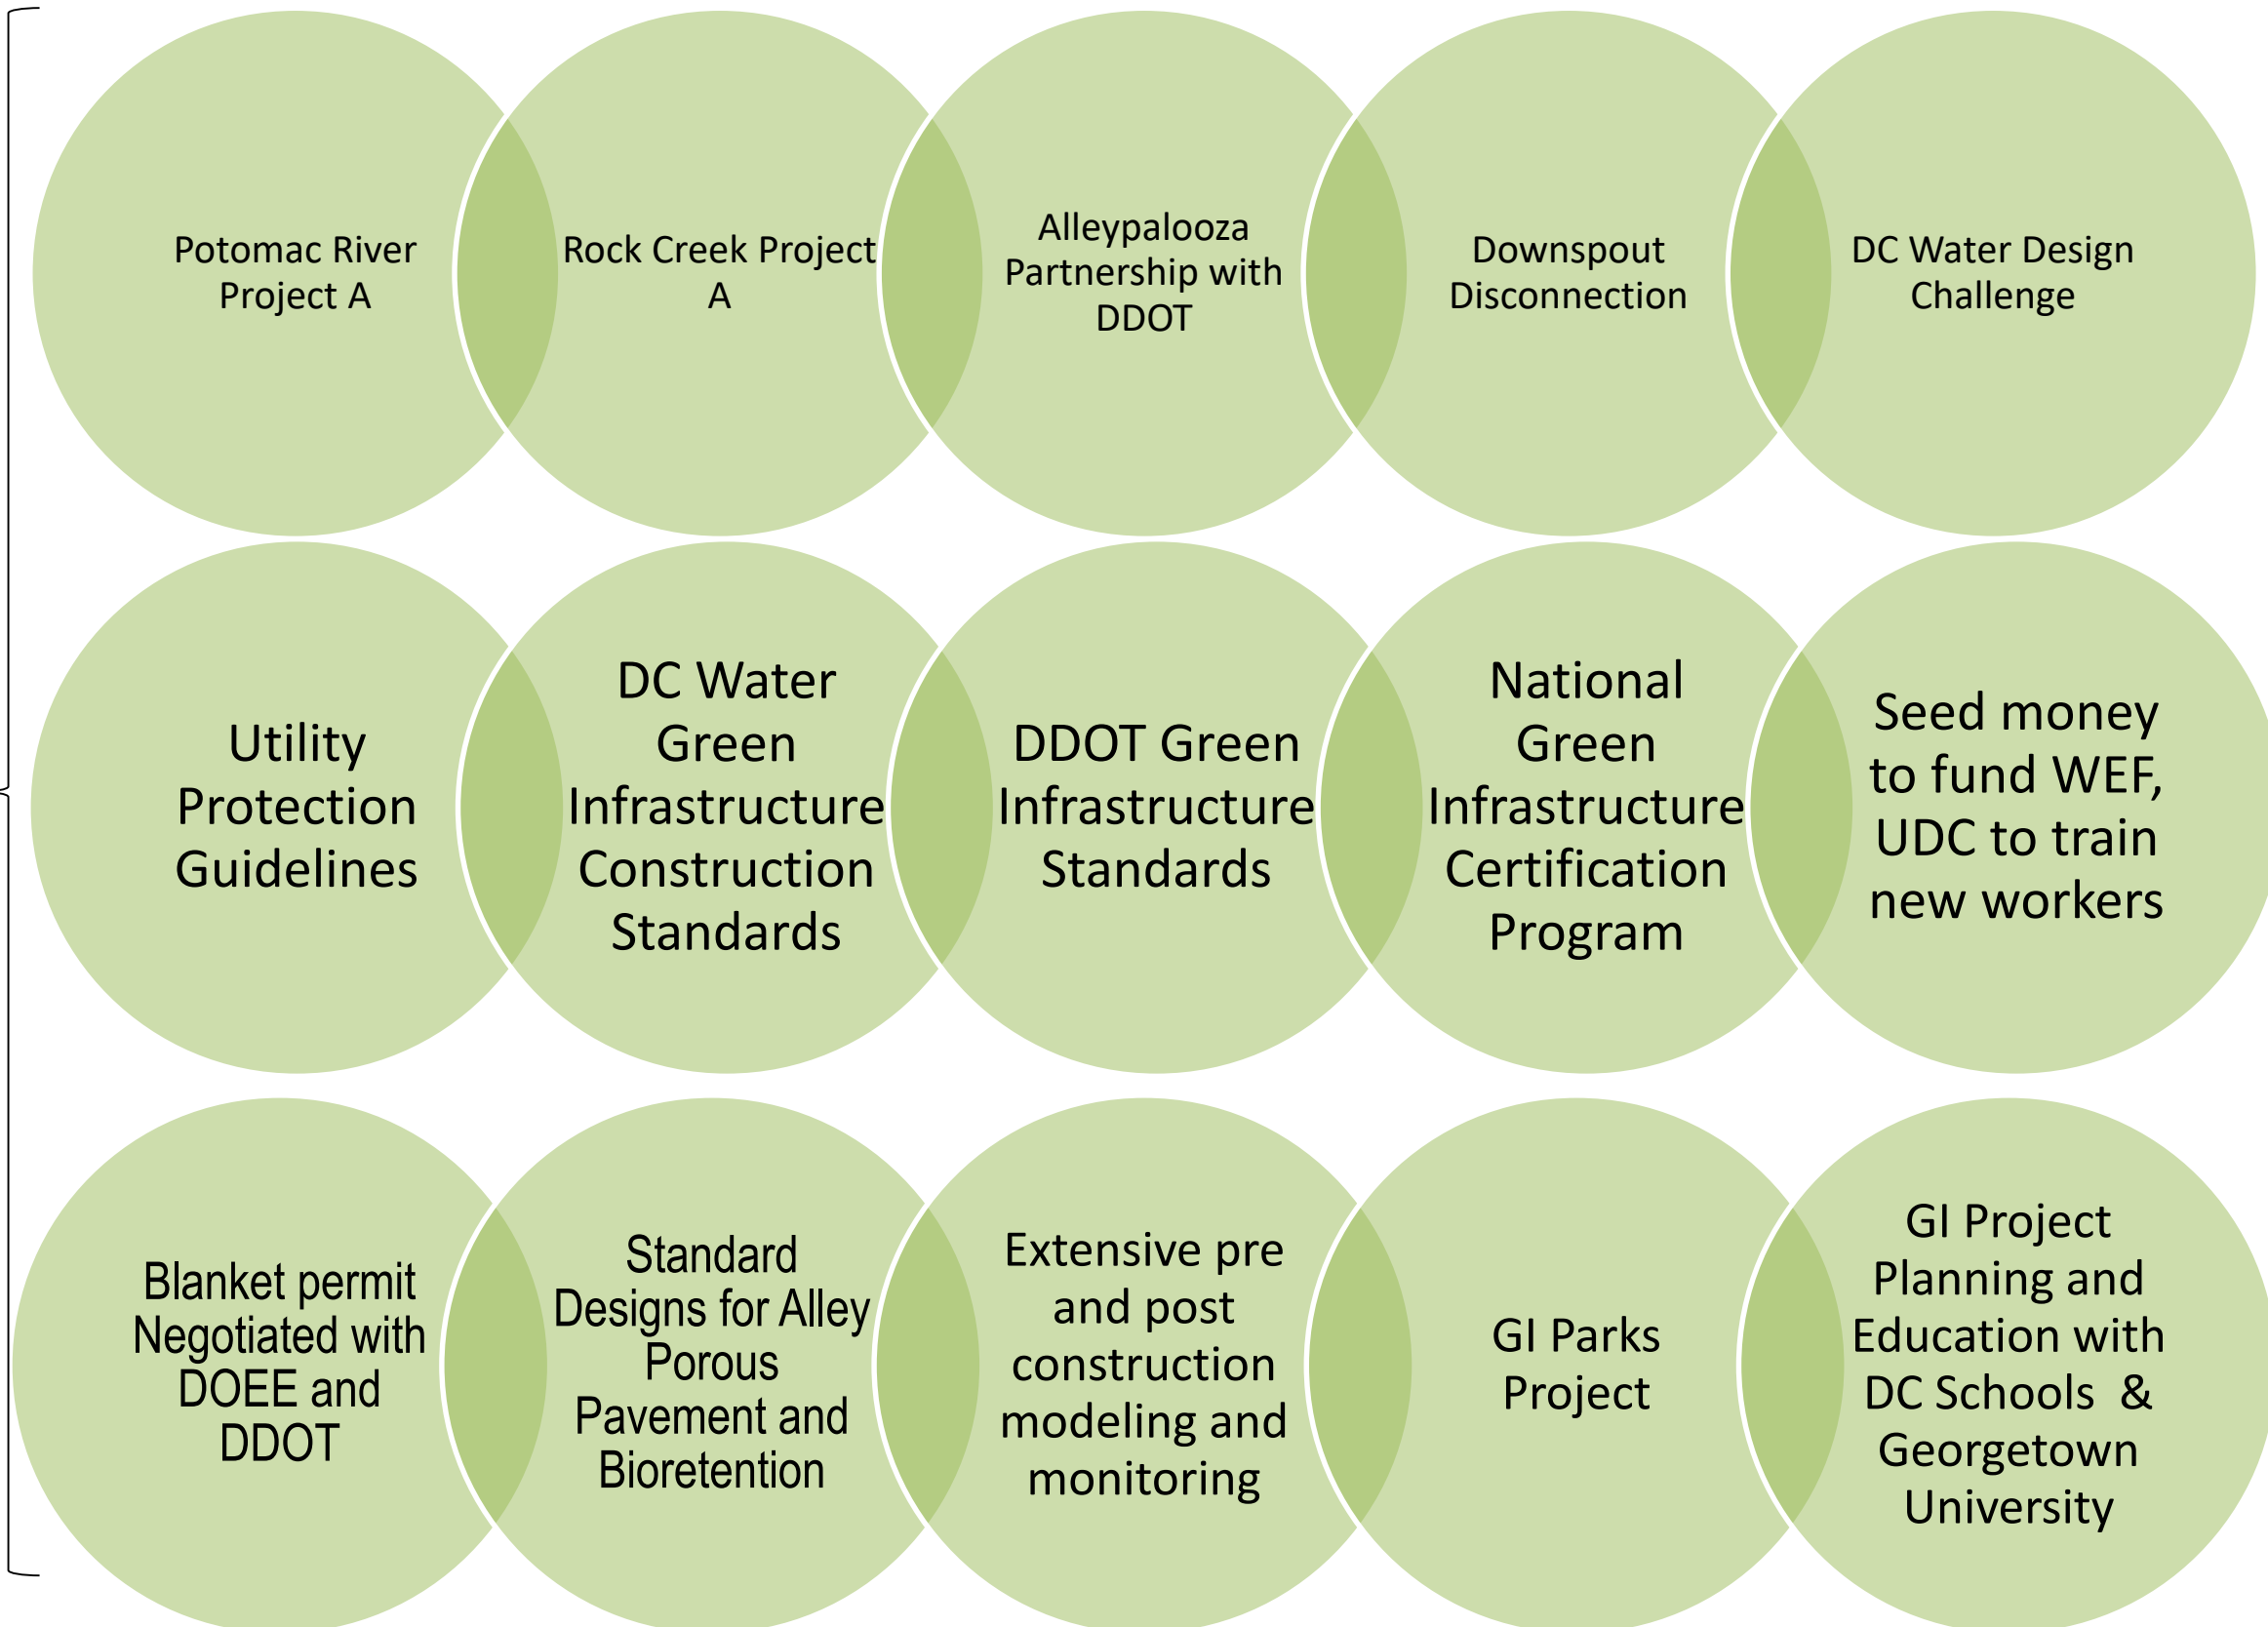 Potomac River
Project A
Rock Creek Project
A
Alleypalooza
Partnership with
DDOT
Downspout
Disconnection
DC Water Design
Challenge
Utility
Protection
Guidelines
DC Water
Green
Infrastructure
Construction
Standards
DDOT Green
Infrastructure
Standards
National
Green
Infrastructure
Certification
Program
Seed money
to fund WEF,
UDC to train
new workers
Blanket permit
Negotiated with
DOEE and
DDOT
Standard
Designs for Alley
Porous
Pavement and
Bioretention
Extensive pre
and post
construction
modeling and
monitoring
GI Parks
Project
GI Project
Planning and
Education with
DC Schools &
Georgetown
University